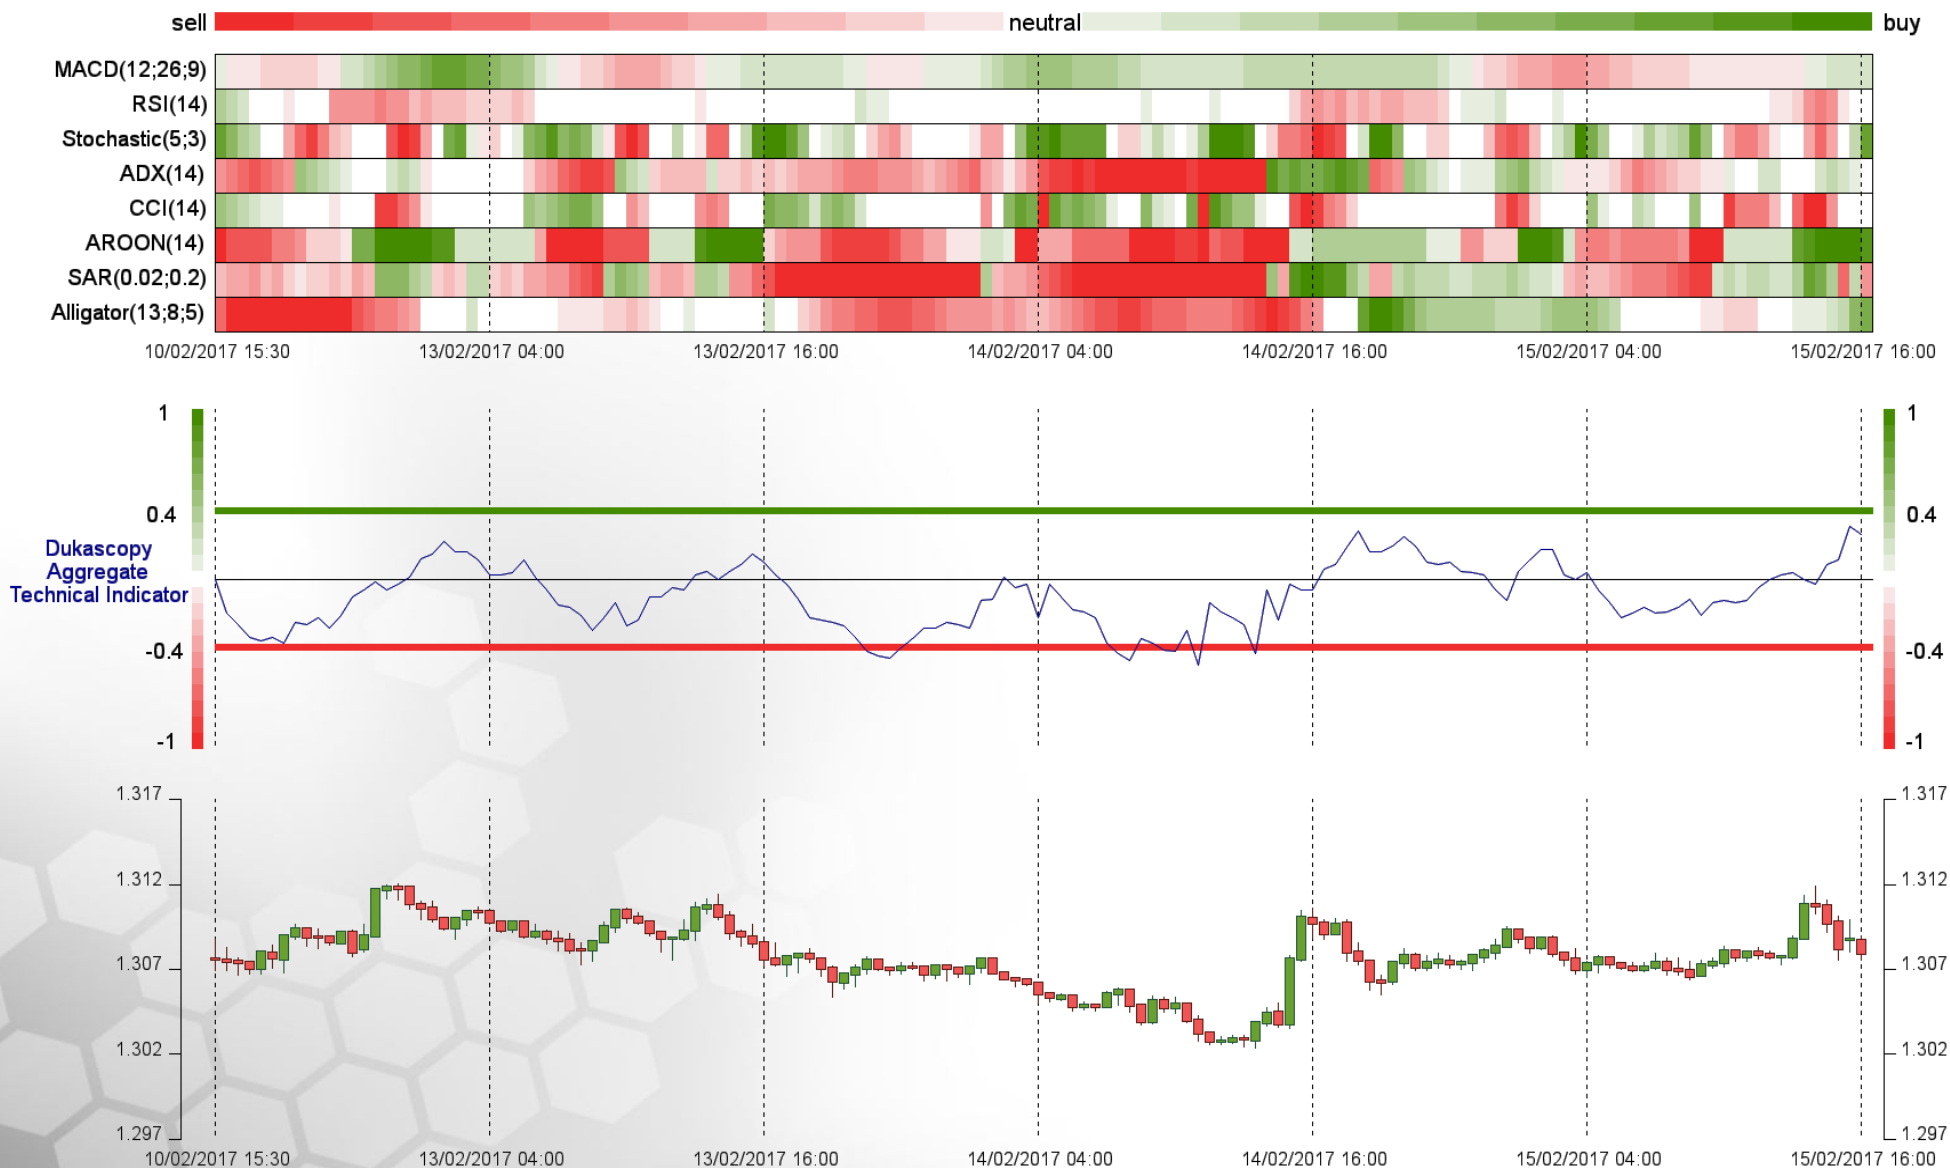 sell neutral buy
MACD(12;26;9)
RSI(14)
Stochastic(5;3)
ADX(14)
CCI(14)
AROON(14)
SAR(0.02;0.2)
Alligator(13;8;5)
10/02/2017 15:30 13/02/2017 04:00 13/02/2017 16:00 14/02/2017 04:00 14/02/2017 16:00 15/02/2017 04:00 15/02/2017 16:00
1 1
0.4 0.4
Dukascopy
Aggregate
Technical Indicator
-0.4 -0.4
-1 -1
1.317 1.317
1.312 1.312
1.307 1.307
1.302 1.302
1.297 1.297
10/02/2017 15:30 13/02/2017 04:00 13/02/2017 16:00 14/02/2017 04:00 14/02/2017 16:00 15/02/2017 04:00 15/02/2017 16:00